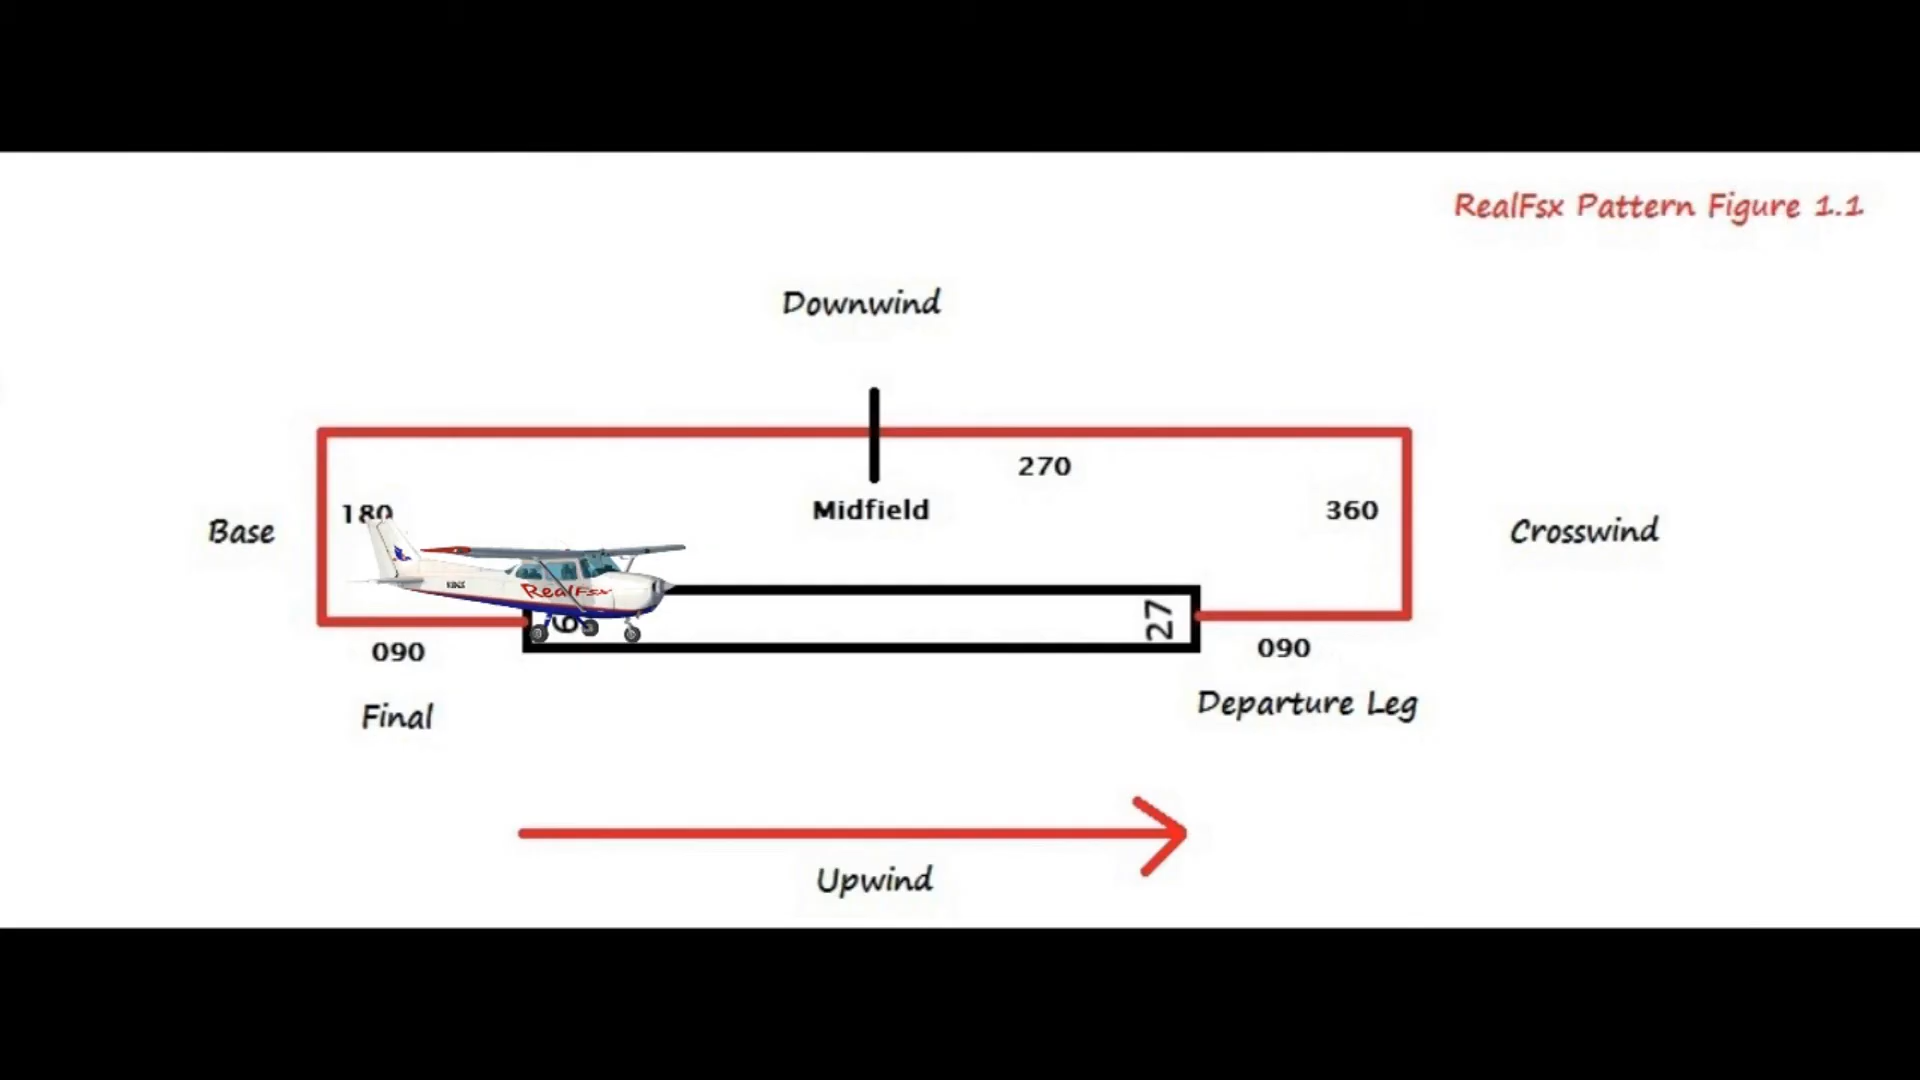 RealFsx Pattern Figure 1.1
Downwind
270
Midfield
180
360
Base
Crosswind
RealFsx
27
090
090
Final
Departure Leg
Upwind